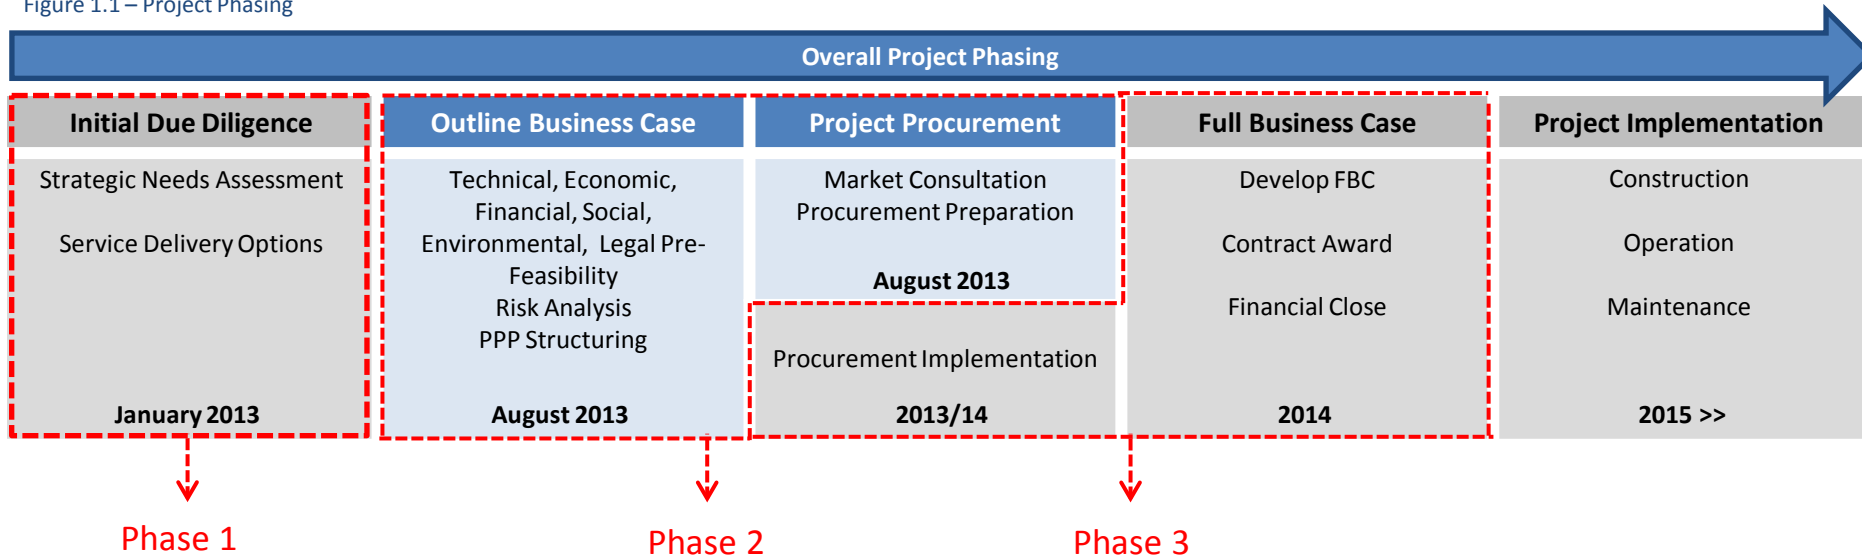 Figure 1.1 – Project Phasing
Overall Project Phasing
Initial Due Diligence
Strategic Needs Assessment
Service Delivery Options
January 2013
Outline Business Case
Technical, Economic,
Financial, Social,
Environmental, Legal Pre-
Feasibility
Risk Analysis
PPP Structuring
August 2013
Project Procurement
Market Consultation
Procurement Preparation
August 2013
Procurement Implementation
2013/14
Full Business Case
Develop FBC
Contract Award
Financial Close
2014
Project Implementation
Construction
Operation
Maintenance
2015 >>
Phase 1
Phase 2
Phase 3